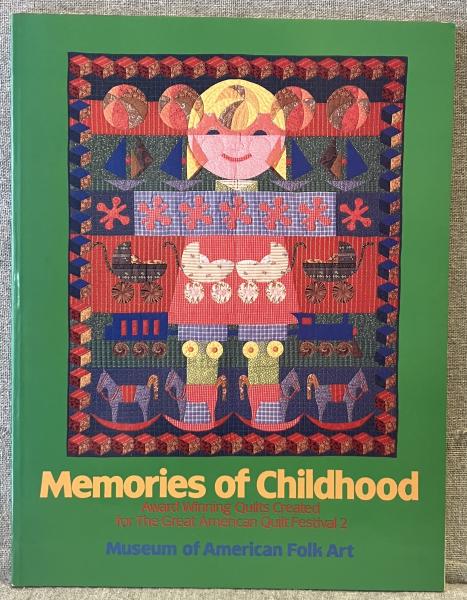 Memories of Childhood
Award Winning Quilts Created
for The Great American Quilt Festival 2
Museum of American Folk Art